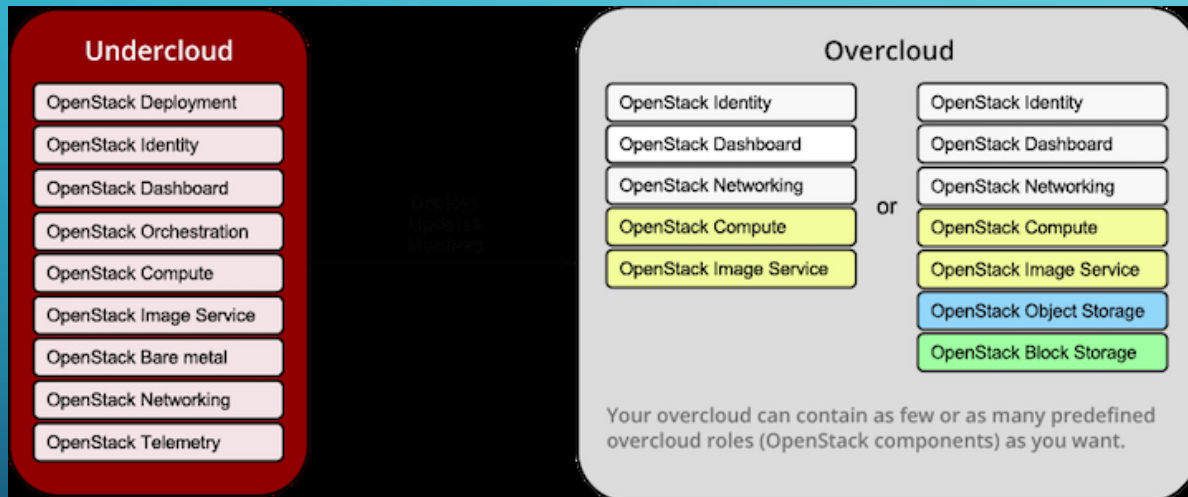 Undercloud
OpenStack Deployment
OpenStack Identity
OpenStack Dashboard
OpenStack Orchestration
OpenStack Compute
OpenStack Image Service
OpenStack Bare metal
OpenStack Networking
OpenStack Telemetry
Deploys
Updates
Monitors
Overcloud
OpenStack Identity
OpenStack Dashboard
OpenStack Networking
OpenStack Compute
OpenStack Image Service
or
OpenStack Identity
OpenStack Dashboard
OpenStack Networking
OpenStack Compute
OpenStack Image Service
OpenStack Object Storage
OpenStack Block Storage
Your overcloud can contain as few or as many predefined
overcloud roles (OpenStack components) as you want.